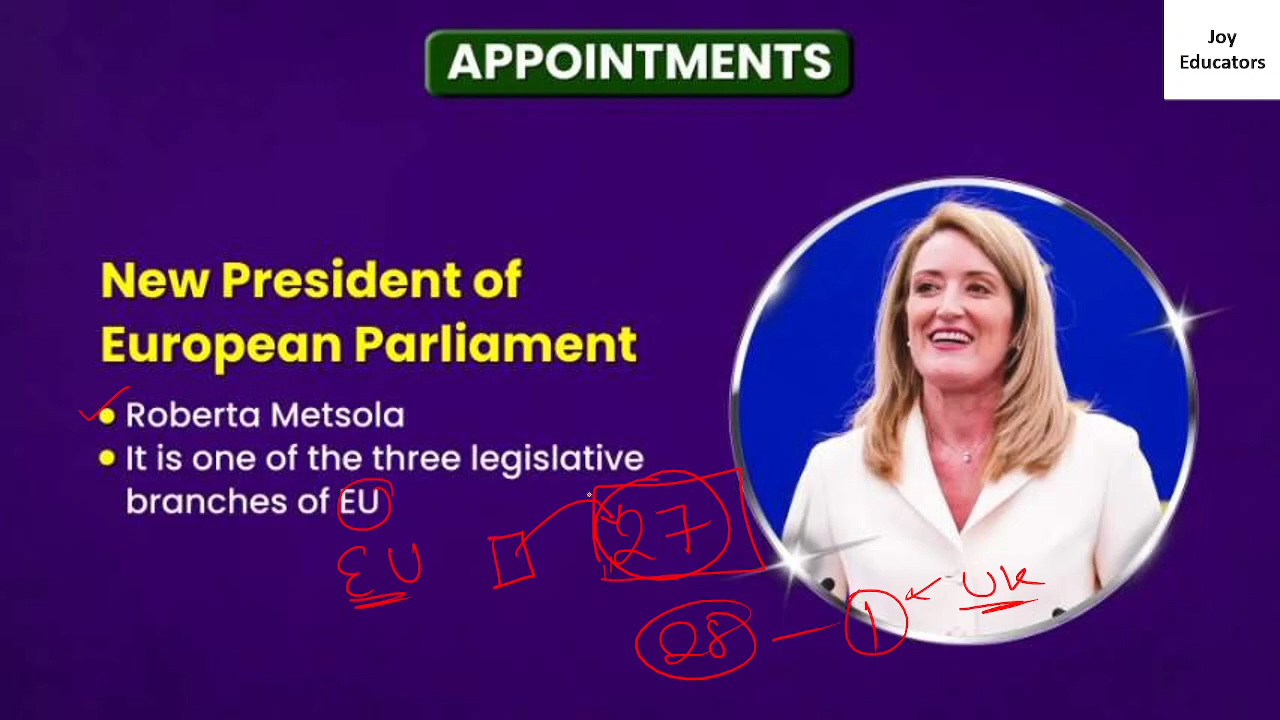 APPOINTMENTS
Joy
Educators
New President of
European Parliament
Roberta Metsola
It is one of the three legislative
branches of EU
EU
27
28 - 1 UK